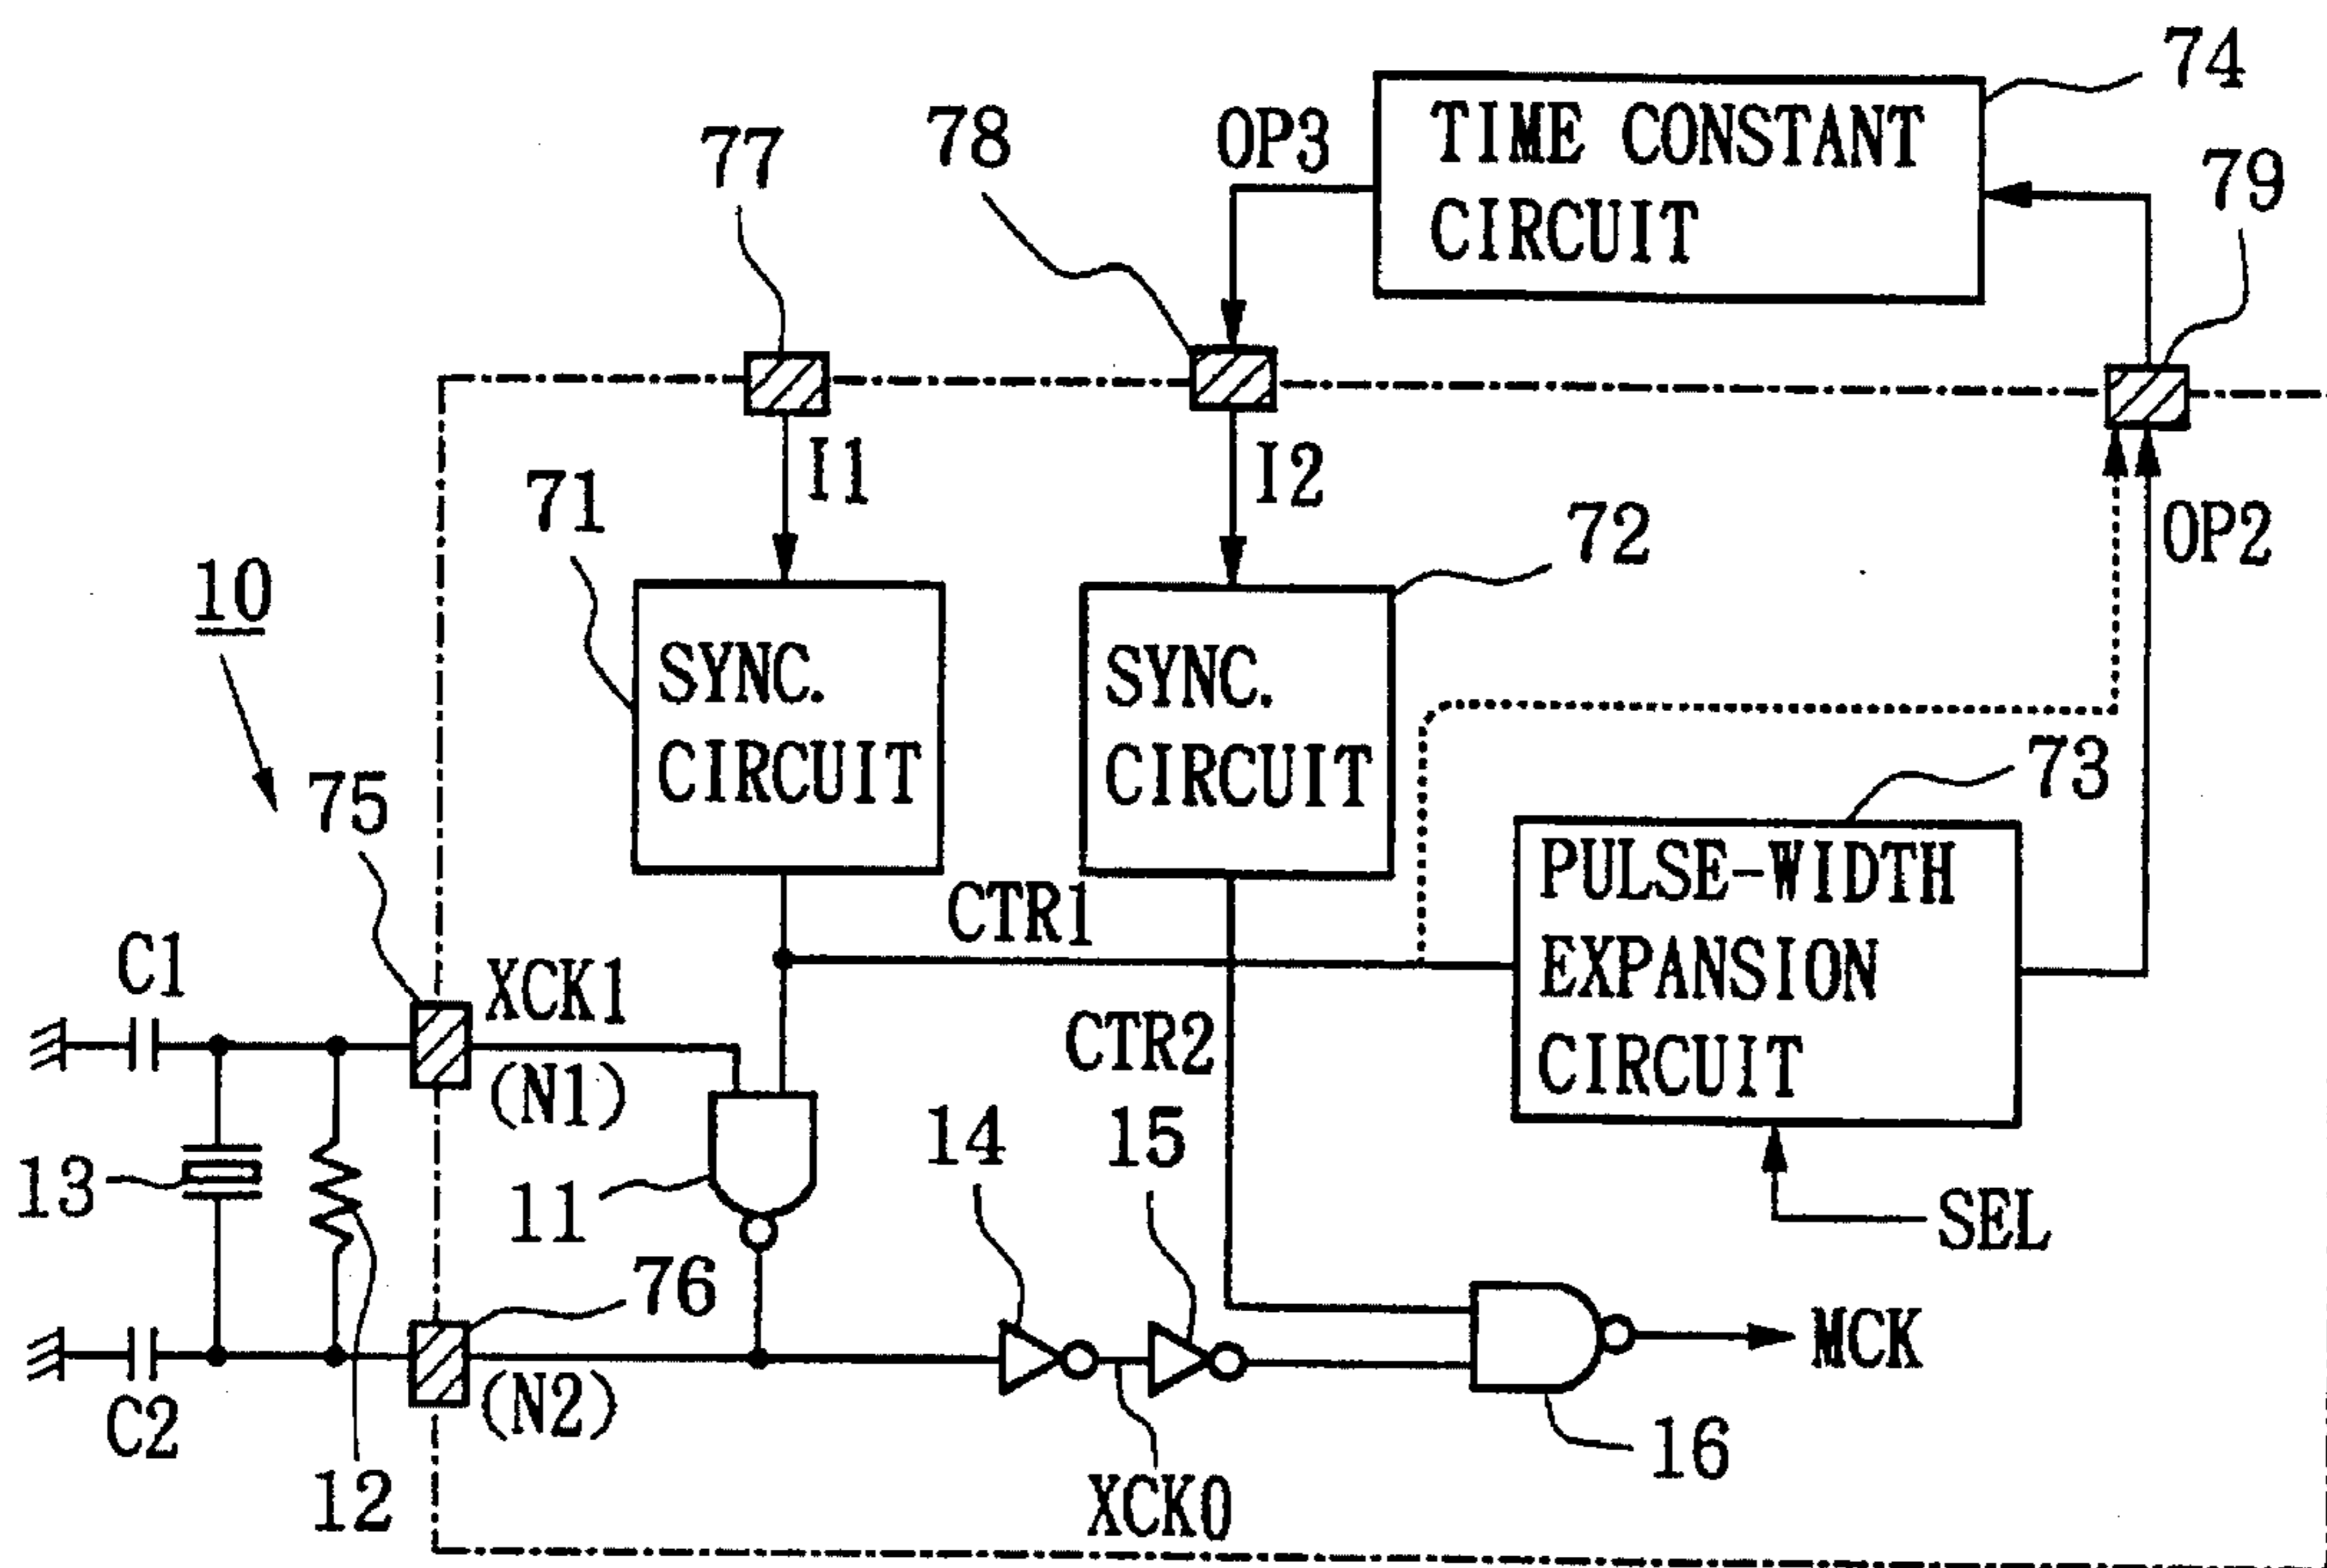 74
TIME CONSTANT
CIRCUIT
OP3
77
78
79
I1
I2
71
72
OP2
10
SYNC.
CIRCUIT
SYNC.
CIRCUIT
73
75
PULSE-WIDTH
EXPANSION
CIRCUIT
CTR1
C1
XCK1
(N1)
CTR2
14
15
13
11
SEL
76
MCK
C2
(N2)
12
XCK0
16